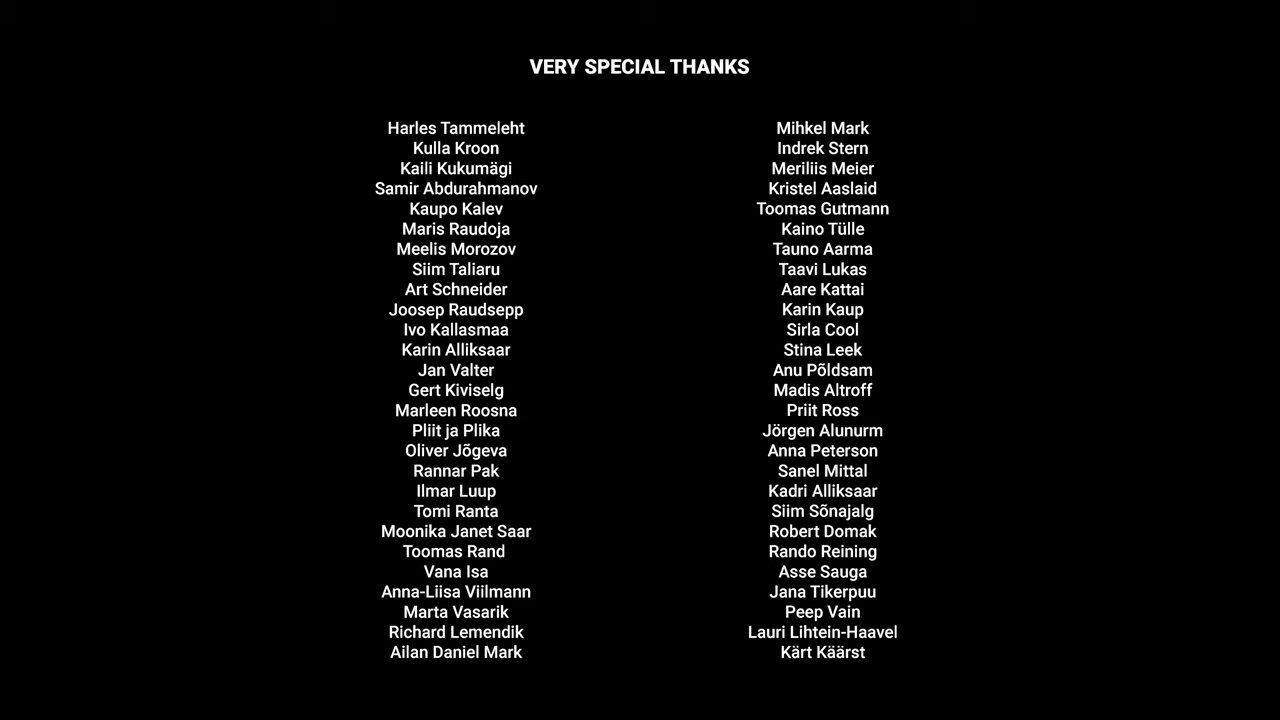 VERY SPECIAL THANKS
Harles Tammeleht
Kulla Kroon
Kaili Kukumägi
Samir Abdurahmanov
Kaupo Kalev
Maris Raudoja
Meelis Morozov
Siim Taliaru
Art Schneider
Joosep Raudsepp
Ivo Kallasmaa
Karin Alliksaar
Jan Valter
Gert Kiviselg
Marleen Roosna
Pliit ja Plika
Oliver Jõgeva
Rannar Pak
Ilmar Luup
Tomi Ranta
Moonika Janet Saar
Toomas Rand
Vana Isa
Anna-Liisa Viilmann
Marta Vasarik
Richard Lemendik
Ailan Daniel Mark
Mihkel Mark
Indrek Stern
Meriliis Meier
Kristel Aaslaid
Toomas Gutmann
Kaino Tülle
Tauno Aarma
Taavi Lukas
Aare Kattai
Karin Kaup
Sirla Cool
Stina Leek
Anu Põldsam
Madis Altroff
Priit Ross
Jörgen Alunurm
Anna Peterson
Sanel Mittal
Kadri Alliksaar
Siim Sõnajalg
Robert Domak
Rando Reining
Asse Sauga
Jana Tikerpuu
Peep Vain
Lauri Lihtein-Haavel
Kärt Käärst